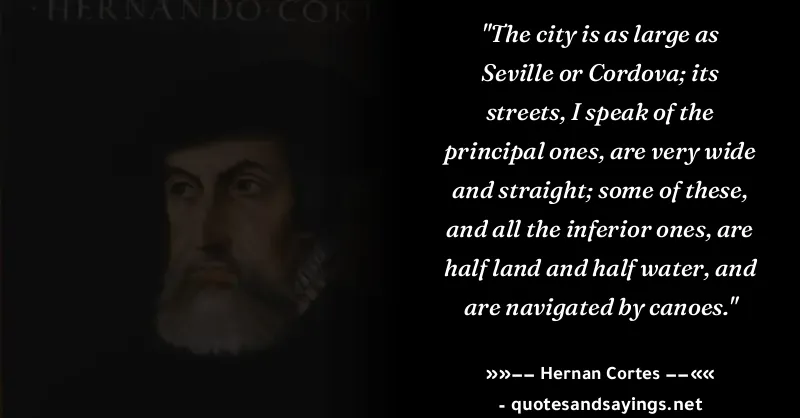 ·HERNANDO·CORT
"The city is as large as
Seville or Cordova; its
streets, I speak of the
principal ones, are very wide
and straight; some of these,
and all the inferior ones, are
half land and half water, and
are navigated by canoes."
»»−− Hernan Cortes −−««
- quotesandsayings.net